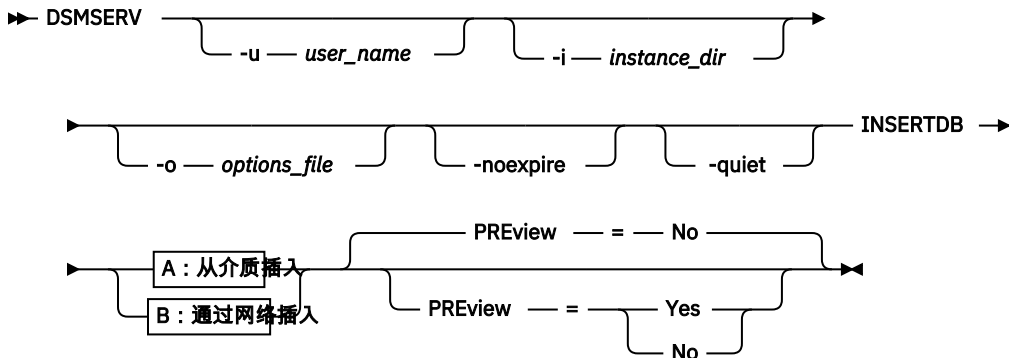 DSMSERV
-u user_name -i instance_dir
INSERTDB
-o options_file -noexpire -quiet
PREview = No
A：从介质插入
B：通过网络插入
PREview = Yes
No